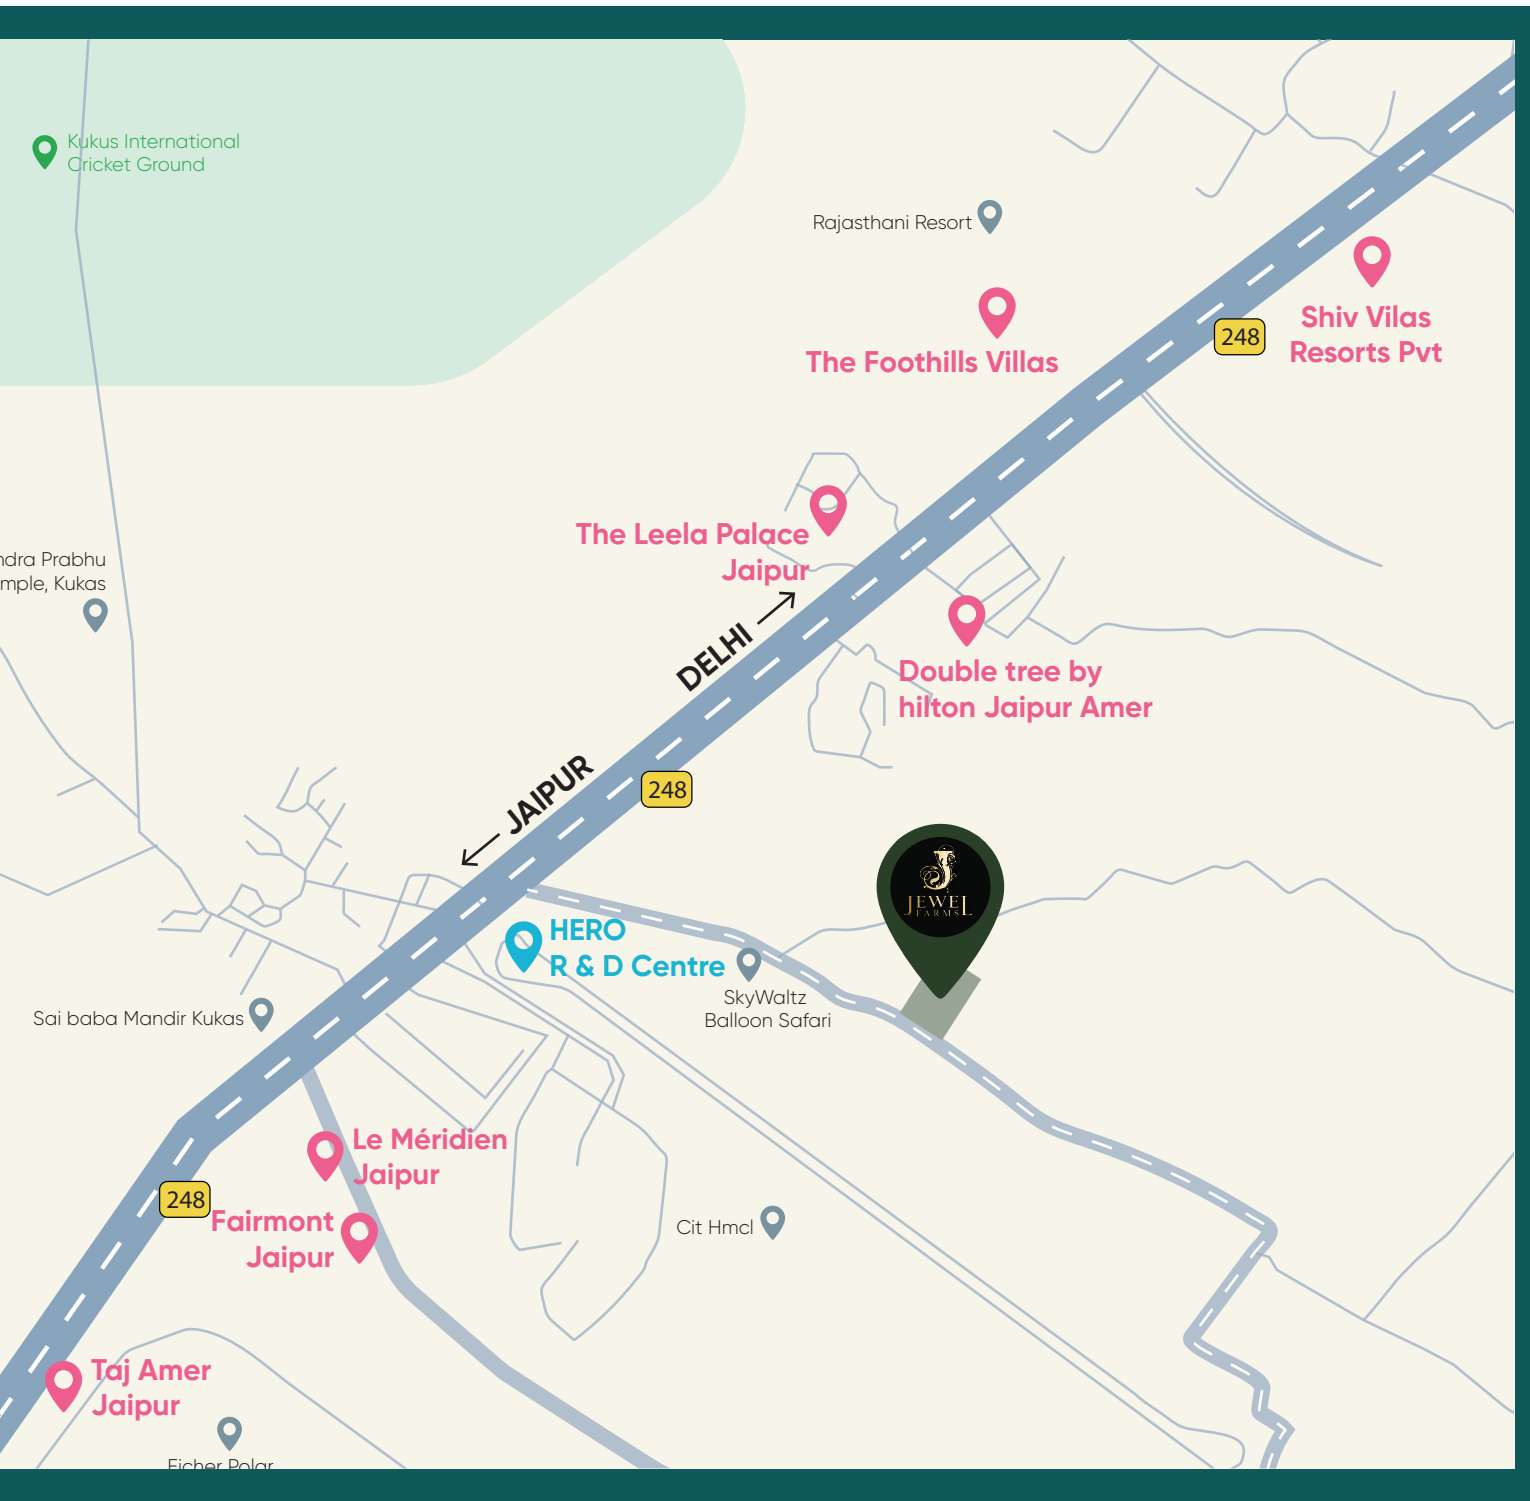 Kukus International
Cricket Ground
Rajasthani Resort
The Foothills Villas
Shiv Vilas
Resorts Pvt
248
The Leela Palace
Jaipur
ndra Prabhu
mple, Kukas
DELHI
Double tree by
hilton Jaipur Amer
JAIPUR
248
JEWEL
FARMS
HERO
R & D Centre
SkyWaltz
Balloon Safari
Sai baba Mandir Kukas
Le Méridien
Jaipur
248
Fairmont
Jaipur
Cit Hmcl
Taj Amer
Jaipur
Eicher Polar